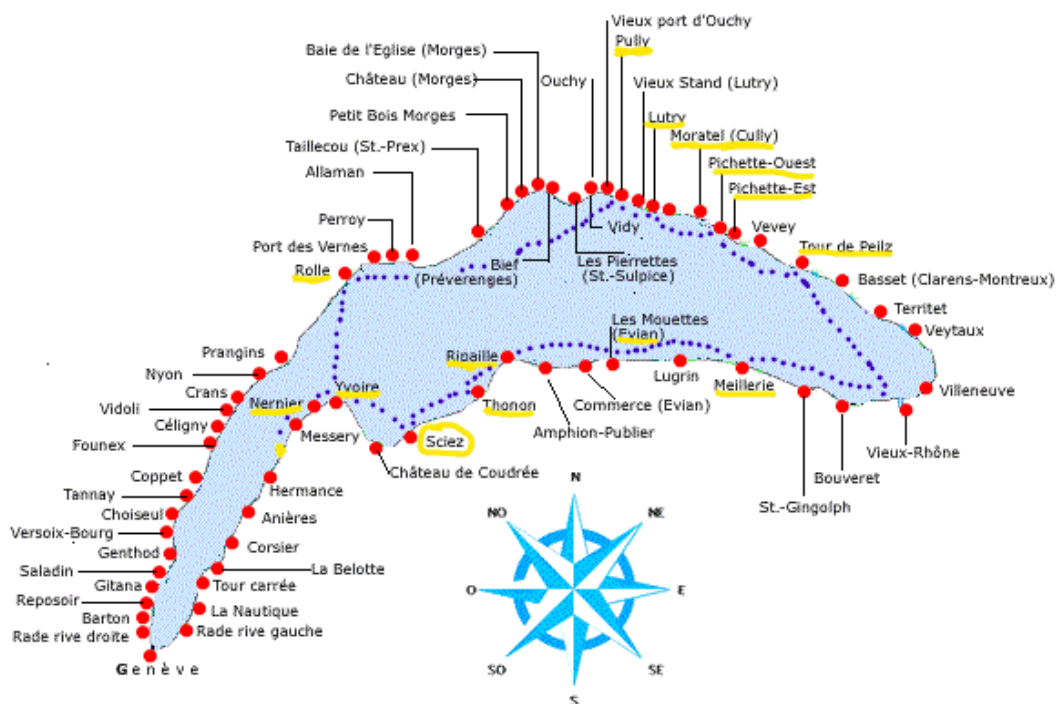 Vieux port d'Ouchy
Pully
Baie de l'Eglise (Morges)
Château (Morges)
Ouchy
Vieux Stand (Lutry)
Petit Bois Morges
Lutry
Moratel (Cully)
Taillecou (St.-Prex)
Pichette-Ouest
Allaman
Pichette-Est
Perroy
Vevey
Vidy
Port des Vernes
Tour de Peilz
Rolle
Bief
(Préverenges)
Les Pierrettes
(St.-Sulpice)
Basset (Clarens-Montreux)
Territet
Les Mouettes
(Evian)
Veytaux
Prangins
Ripaille
Lugrin
Nyon
Yvoire
Meillerie
Villeneuve
Crans
Nernier
Thonon
Commerce (Evian)
Vidoli
Céligny
Messery
Sciez
Amphion-Publier
Founex
Vieux-Rhône
Château de Coudrée
Coppet
Bouveret
Hermance
Tannay
St.-Gingolph
Choiseul
Anières
Versoix-Bourg
Corsier
Genthod
Saladin
La Belotte
Gitana
Tour carrée
Reposoir
La Nautique
Barton
Rade rive droite
Rade rive gauche
Genève
N
NO
NE
O
E
SO
SE
S